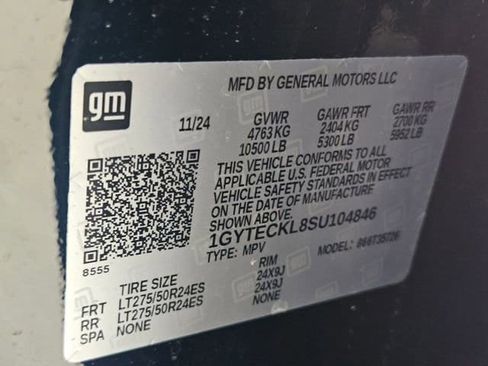 MFD BY GENERAL MOTORS LLC
gm
11/24 GVWR GAWR FRT GAWR RR
4763 KG 2404 KG 2700 KG
10500 LB 5300 LB 5952 LB
THIS VEHICLE CONFORMS TO ALL
APPLICABLE U.S. FEDERAL MOTOR
VEHICLE SAFETY STANDARDS IN EFFECT
ON THE DATE OF MANUFACTURE SHOWN ABOVE.
1GYTECKL8SU104846
TYPE: MPV MODEL:
8555
TIRE SIZE RIM
FRT LT275/50R24ES 24X9J
RR LT275/50R24ES 24X9J
SPA NONE NONE